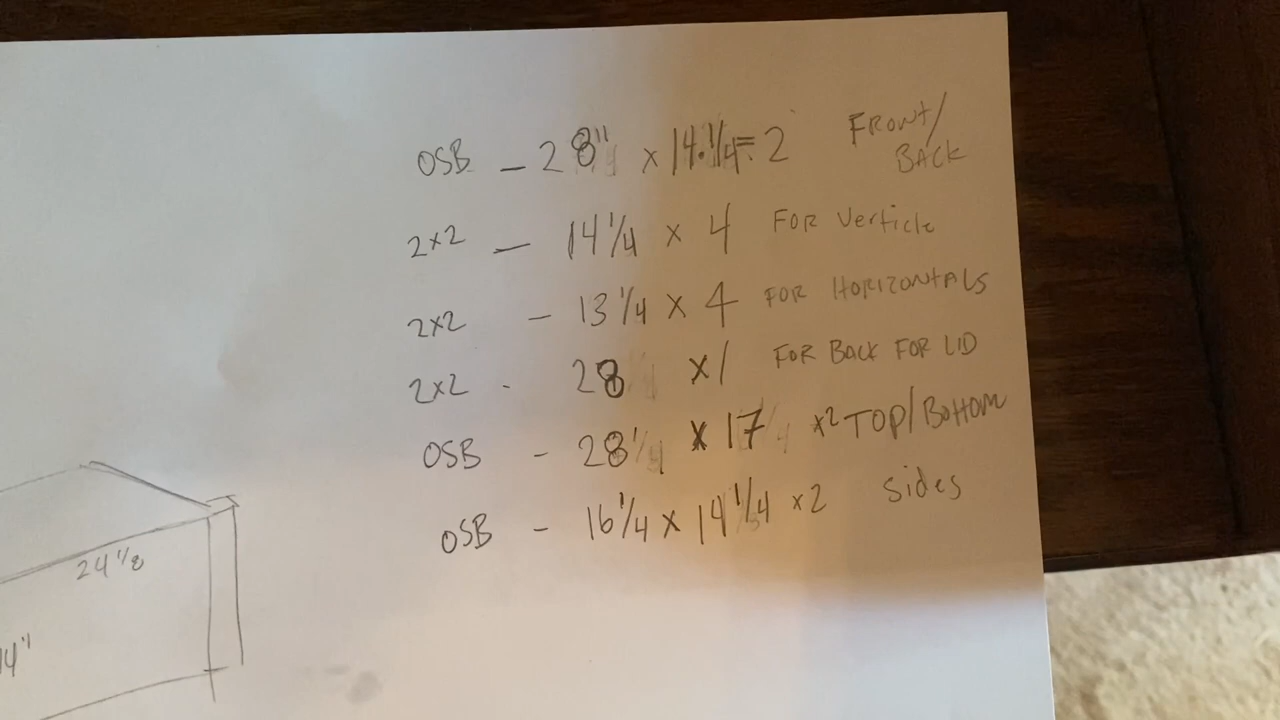 OSB - 28" x 14 1/4 = 2 FRONT/
BACK
2x2 - 14 1/4 x 4 FOR Verticle
2x2 - 13 1/4 x 4 FOR HORIZONTALS
2x2 - 28 x 1 FOR BACK FOR LID
OSB - 28 x 17 x2 TOP/BOTTOM
OSB - 16 1/4 x 14 1/4 x2 sides
24 1/8
14"